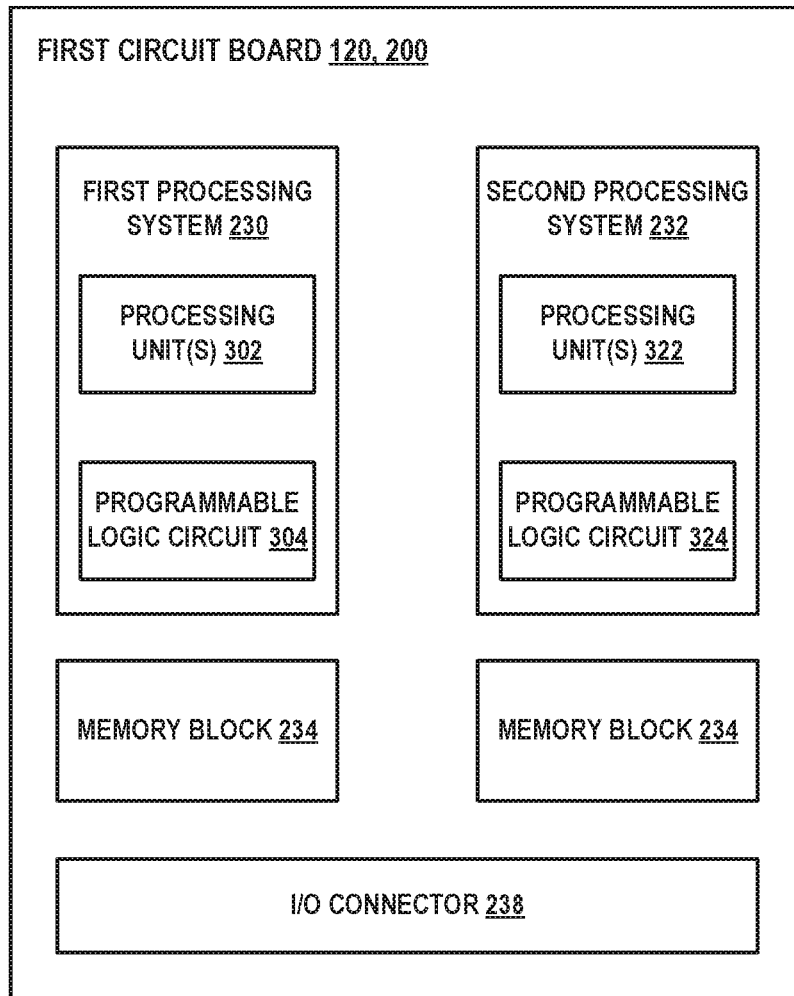 FIRST CIRCUIT BOARD 120, 200
FIRST PROCESSING
SYSTEM 230
PROCESSING
UNIT(S) 302
PROGRAMMABLE
LOGIC CIRCUIT 304
SECOND PROCESSING
SYSTEM 232
PROCESSING
UNIT(S) 322
PROGRAMMABLE
LOGIC CIRCUIT 324
MEMORY BLOCK 234
MEMORY BLOCK 234
I/O CONNECTOR 238